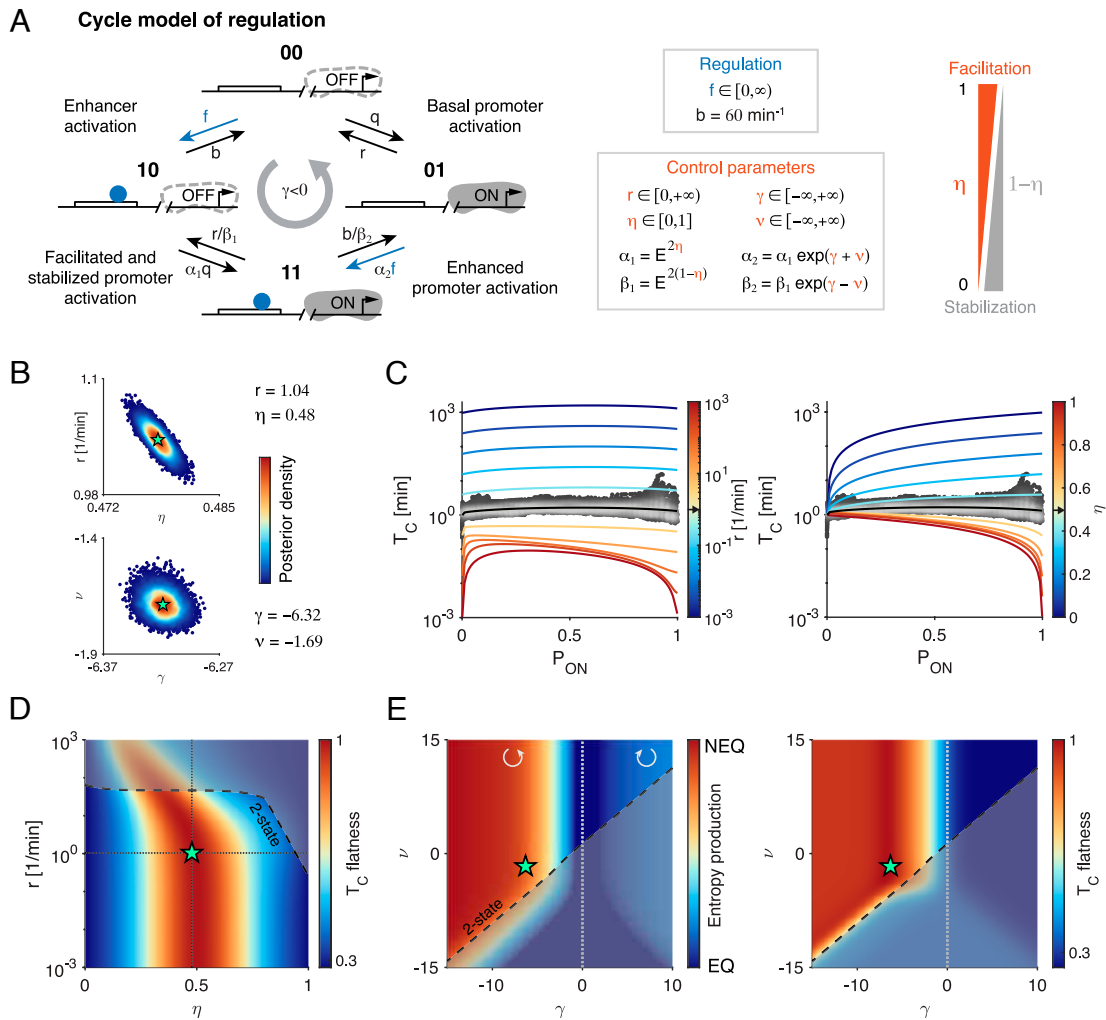 A
Cycle model of regulation
00
OFF
Enhancer
activation
f
b
q
r
Basal promoter
activation
10
OFF
γ<0
01
ON
r/β₁
α₁q
b/β₂
α₂f
Facilitated and
stabilized promoter
activation
11
ON
Enhanced
promoter activation
Regulation
f ∈ [0,∞)
b = 60 min⁻¹
Control parameters
r ∈ [0,+∞) γ ∈ [-∞,+∞)
η ∈ [0,1] ν ∈ [-∞,+∞)
α₁ = E^2η α₂ = α₁ exp(γ + ν)
β₁ = E^2(1-η) β₂ = β₁ exp(γ − ν)
Facilitation
1
η
1−η
0
Stabilization
B
1.1
r [1/min]
0.98
0.472
η
0.485
r = 1.04
η = 0.48
Posterior density
-1.4
ν
-1.9
-6.37
γ
-6.27
γ = −6.32
ν = −1.69
C
10³
T_C [min]
10⁰
10⁻³
0
0.5
1
P_ON
10³
10¹
10⁻¹
10⁻³
r [1/min]
10³
T_C [min]
10⁰
10⁻³
0
0.5
1
P_ON
1
0.8
0.6
0.4
0.2
0
η
D
10³
r [1/min]
10⁰
10⁻³
0
0.5
1
η
2-state
1
T_C flatness
0.3
E
15
ν
0
-15
-10
0
10
γ
2-state
NEQ
Entropy production
EQ
15
ν
0
-15
-10
0
10
γ
1
T_C flatness
0.3